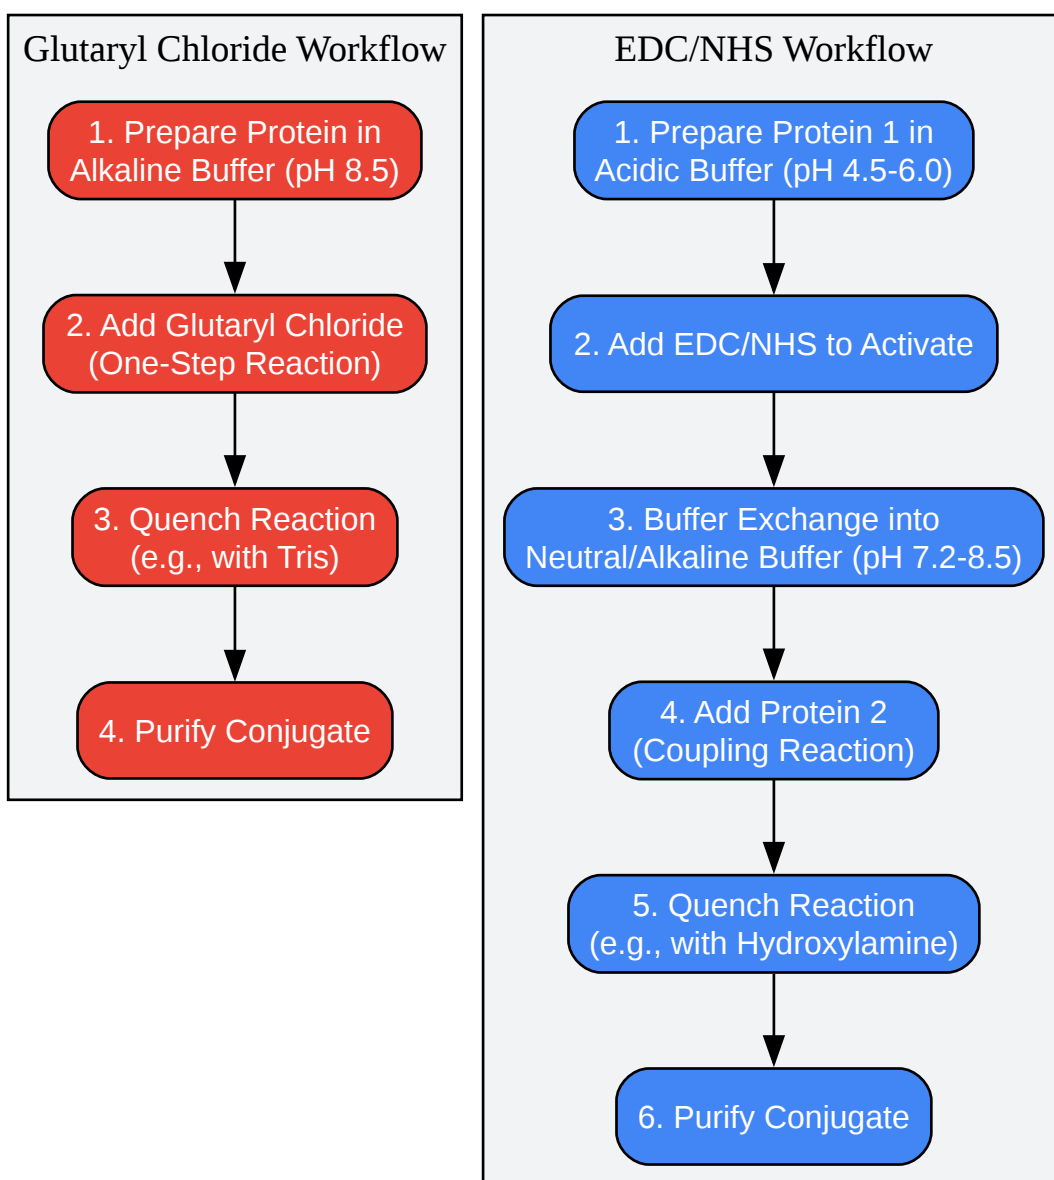 Glutaryl Chloride Workflow
1. Prepare Protein in
Alkaline Buffer (pH 8.5)
2. Add Glutaryl Chloride
(One-Step Reaction)
3. Quench Reaction
(e.g., with Tris)
4. Purify Conjugate
EDC/NHS Workflow
1. Prepare Protein 1 in
Acidic Buffer (pH 4.5-6.0)
2. Add EDC/NHS to Activate
3. Buffer Exchange into
Neutral/Alkaline Buffer (pH 7.2-8.5)
4. Add Protein 2
(Coupling Reaction)
5. Quench Reaction
(e.g., with Hydroxylamine)
6. Purify Conjugate